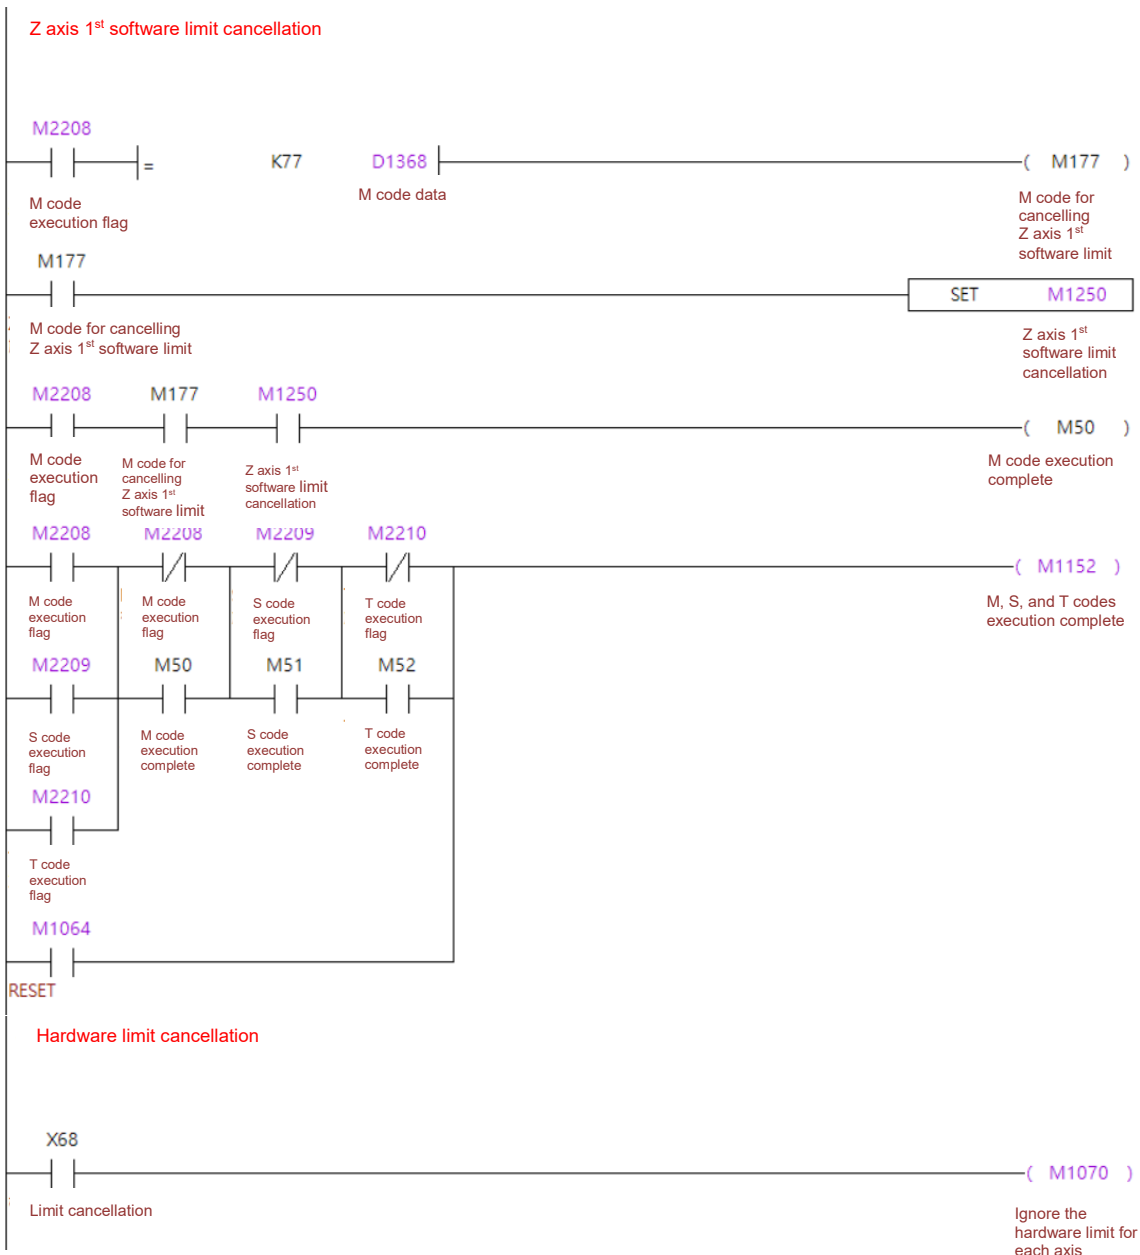 Z axis 1st software limit cancellation
M2208
= K77 D1368 ( M177 )
M code data
M code
execution flag
M code for
cancelling
Z axis 1st
software limit
M177
SET M1250
M code for cancelling
Z axis 1st software limit
Z axis 1st
software limit
cancellation
M2208 M177 M1250
( M50 )
M code
execution
flag
M code for
cancelling
Z axis 1st
software limit
Z axis 1st
software limit
cancellation
M code execution
complete
M2208 M2208 M2209 M2210
( M1152 )
M code
execution
flag
M code
execution
flag
S code
execution
flag
T code
execution
flag
M, S, and T codes
execution complete
M2209 M50 M51 M52
S code
execution
flag
M code
execution
complete
S code
execution
complete
T code
execution
complete
M2210
T code
execution
flag
M1064
RESET
Hardware limit cancellation
X68
( M1070 )
Limit cancellation
Ignore the
hardware limit for
each axis